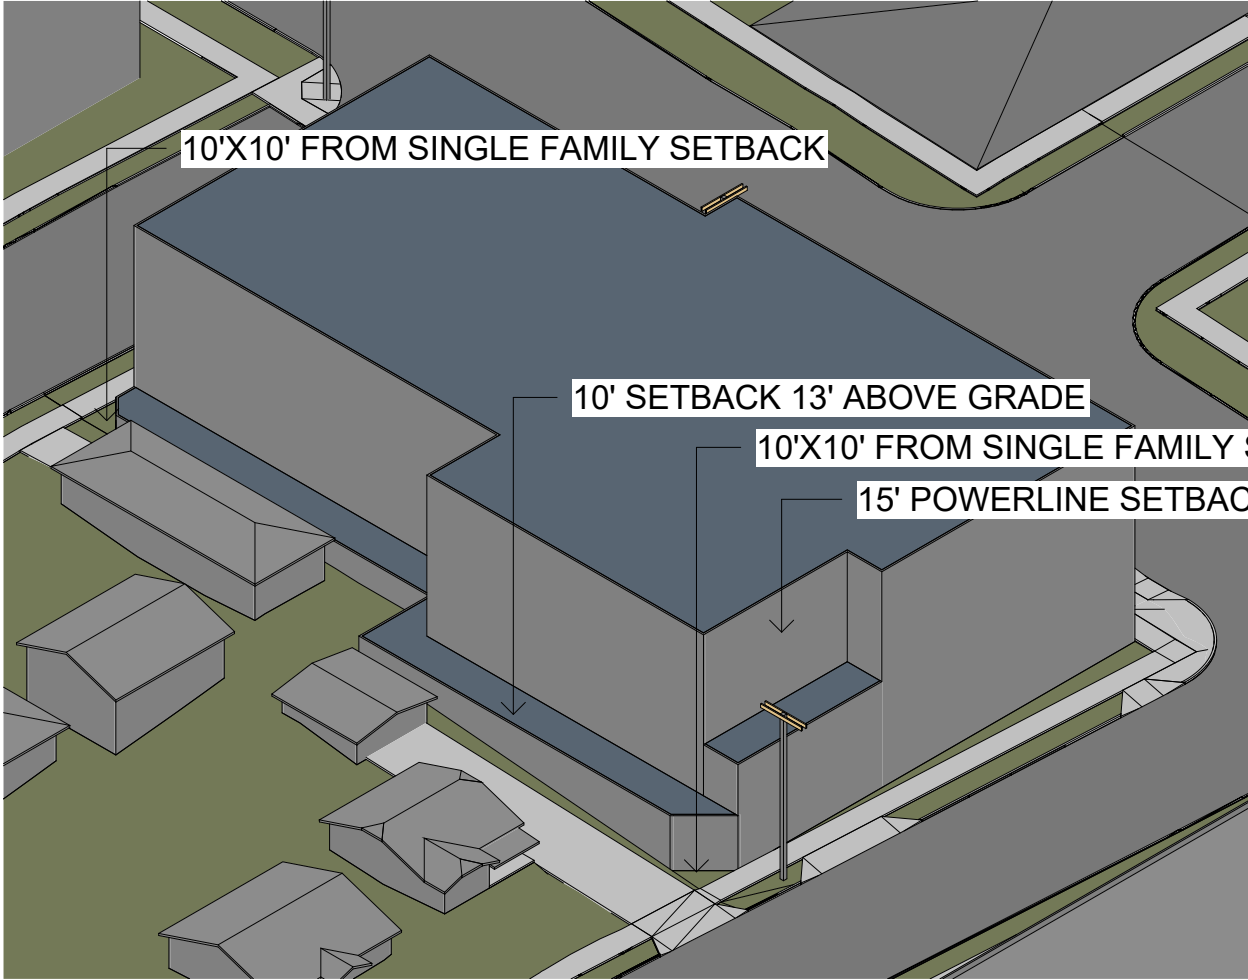 10'X10' FROM SINGLE FAMILY SETBACK
10' SETBACK 13' ABOVE GRADE
10'X10' FROM SINGLE FAMILY
15' POWERLINE